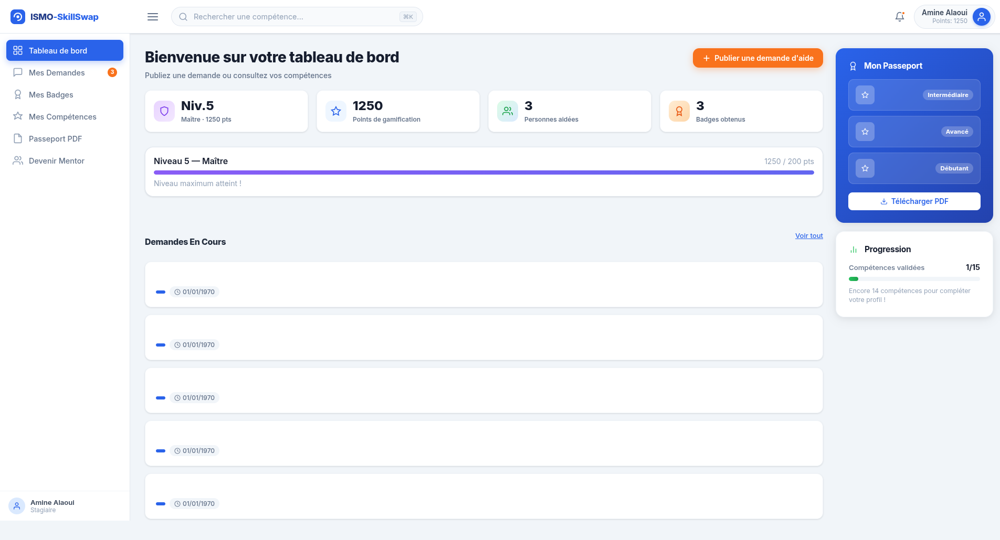 ISMO-SkillSwap
Rechercher une compétence...
⌘K
Amine Alaoui
Points: 1250
Tableau de bord
Mes Demandes
3
Mes Badges
Mes Compétences
Passeport PDF
Devenir Mentor
Amine Alaoui
Stagiaire
Bienvenue sur votre tableau de bord
Publiez une demande ou consultez vos compétences
Publier une demande d'aide
Niv.5
Maître · 1250 pts
1250
Points de gamification
3
Personnes aidées
3
Badges obtenus
Niveau 5 — Maître
1250 / 200 pts
Niveau maximum atteint !
Demandes En Cours
Voir tout
01/01/1970
01/01/1970
01/01/1970
01/01/1970
01/01/1970
Mon Passeport
Intermédiaire
Avancé
Débutant
Télécharger PDF
Progression
Compétences validées
1/15
Encore 14 compétences pour compléter
votre profil !